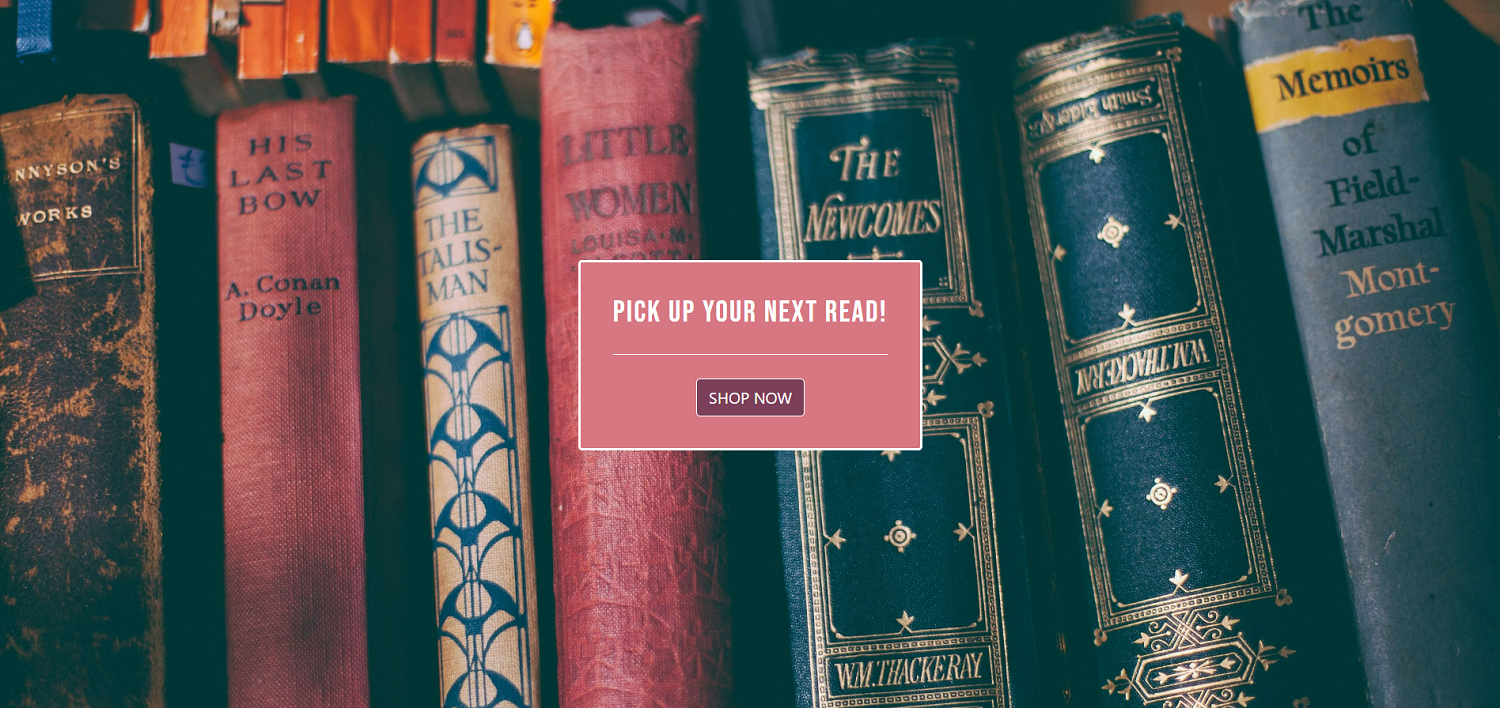 NNYSON'S
WORKS
HIS
LAST
BOW
A. Conan
Doyle
THE
TALIS-
MAN
LITTLE
WOMEN
LOUISA·M·
THE
NEWCOMES
W.M.THACKERAY
Smith Elder & Co
W.M.THACKERAY
The
Memoirs
of
Field-
Marshal
Mont-
gomery
PICK UP YOUR NEXT READ!
SHOP NOW